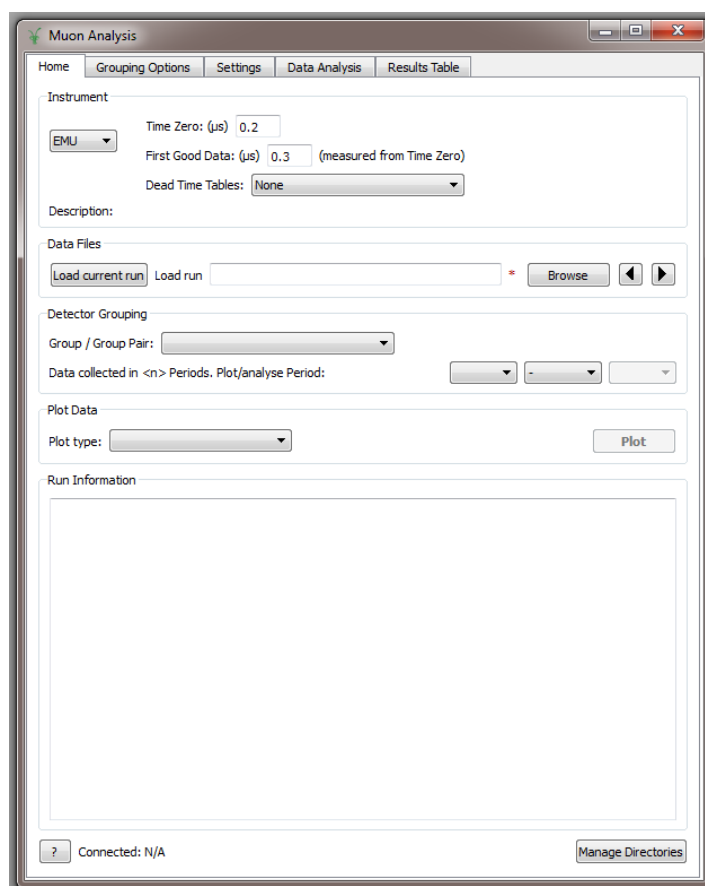 Muon Analysis
Home Grouping Options Settings Data Analysis Results Table
Instrument
EMU
Time Zero: (µs) 0.2
First Good Data: (µs) 0.3 (measured from Time Zero)
Dead Time Tables: None
Description:
Data Files
Load current run Load run * Browse
Detector Grouping
Group / Group Pair:
Data collected in <n> Periods. Plot/analyse Period: -
Plot Data
Plot type: Plot
Run Information
? Connected: N/A Manage Directories